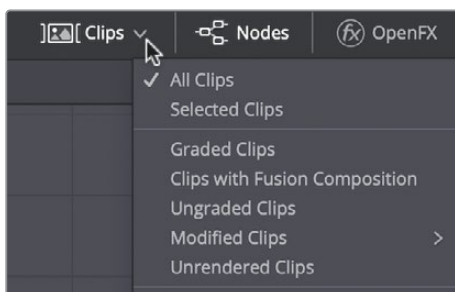 Clips Nodes fx OpenFX
All Clips
Selected Clips
Graded Clips
Clips with Fusion Composition
Ungraded Clips
Modified Clips
Unrendered Clips